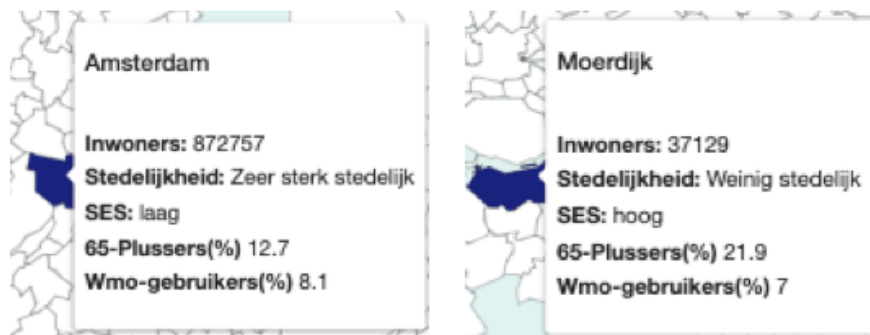 Amsterdam
Inwoners: 872757
Stedelijkheid: Zeer sterk stedelijk
SES: laag
65-Plussers(%) 12.7
Wmo-gebruikers(%) 8.1
Moerdijk
Inwoners: 37129
Stedelijkheid: Weinig stedelijk
SES: hoog
65-Plussers(%) 21.9
Wmo-gebruikers(%) 7